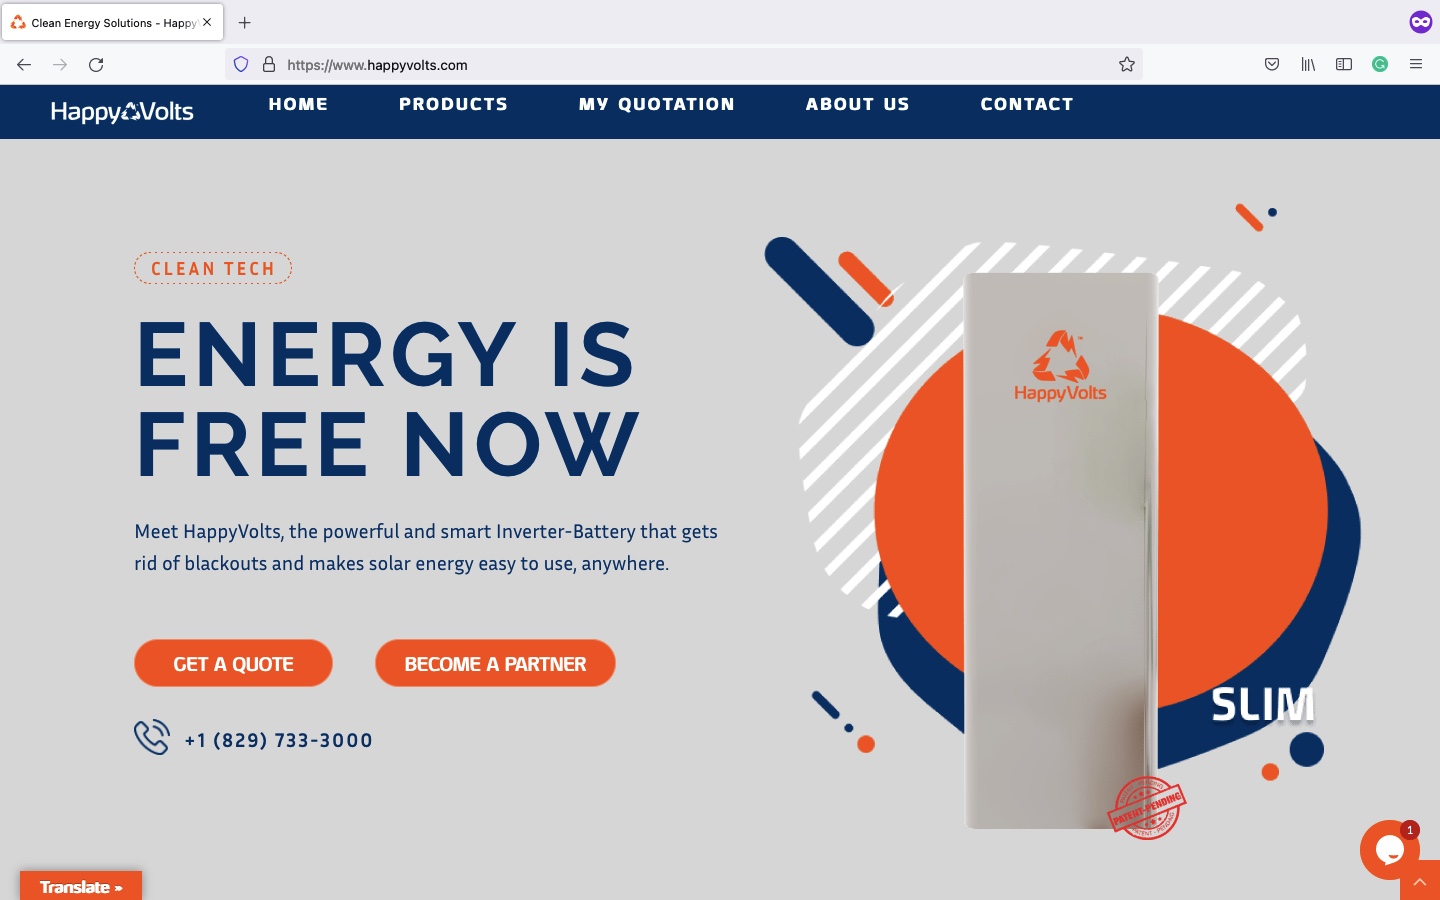 Clean Energy Solutions - Happy
https://www.happyvolts.com
HappyVolts
HOME
PRODUCTS
MY QUOTATION
ABOUT US
CONTACT
CLEAN TECH
ENERGY IS
FREE NOW
Meet HappyVolts, the powerful and smart Inverter-Battery that gets
rid of blackouts and makes solar energy easy to use, anywhere.
GET A QUOTE
BECOME A PARTNER
+1 (829) 733-3000
HappyVolts
SLIM
PATENT-PENDING
PATENT - PENDING
1
Translate »